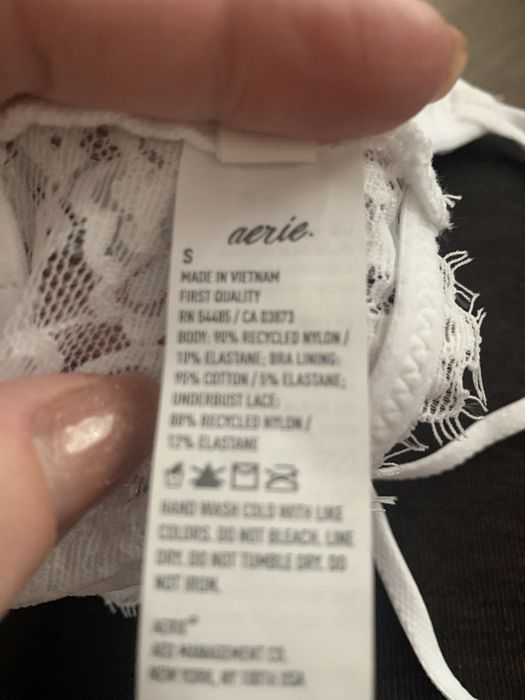 aerie.
S
MADE IN VIETNAM
FIRST QUALITY
RN 54485 / CA 03873
BODY: 90% RECYCLED NYLON /
10% ELASTANE; BRA LINING:
95% COTTON / 5% ELASTANE;
UNDERBUST LACE:
88% RECYCLED NYLON /
12% ELASTANE
HAND WASH COLD WITH LIKE
COLORS. DO NOT BLEACH. LINE
DRY. DO NOT TUMBLE DRY. DO
NOT IRON.
AERIE
AEO MANAGEMENT CO.
NEW YORK, NY USA